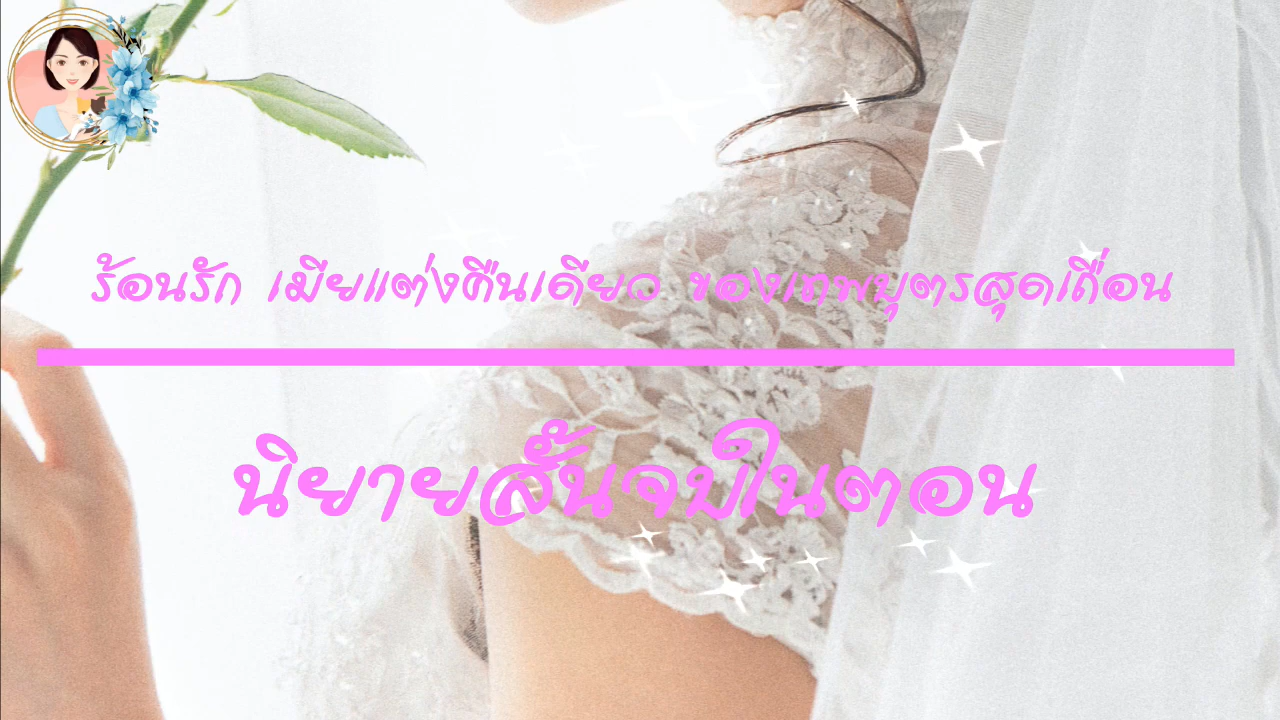 ร้อนรัก เมียแต่งคืนเดียว ของเทพบุตรสุดเถื่อน
นิยายสั้นจบในตอน